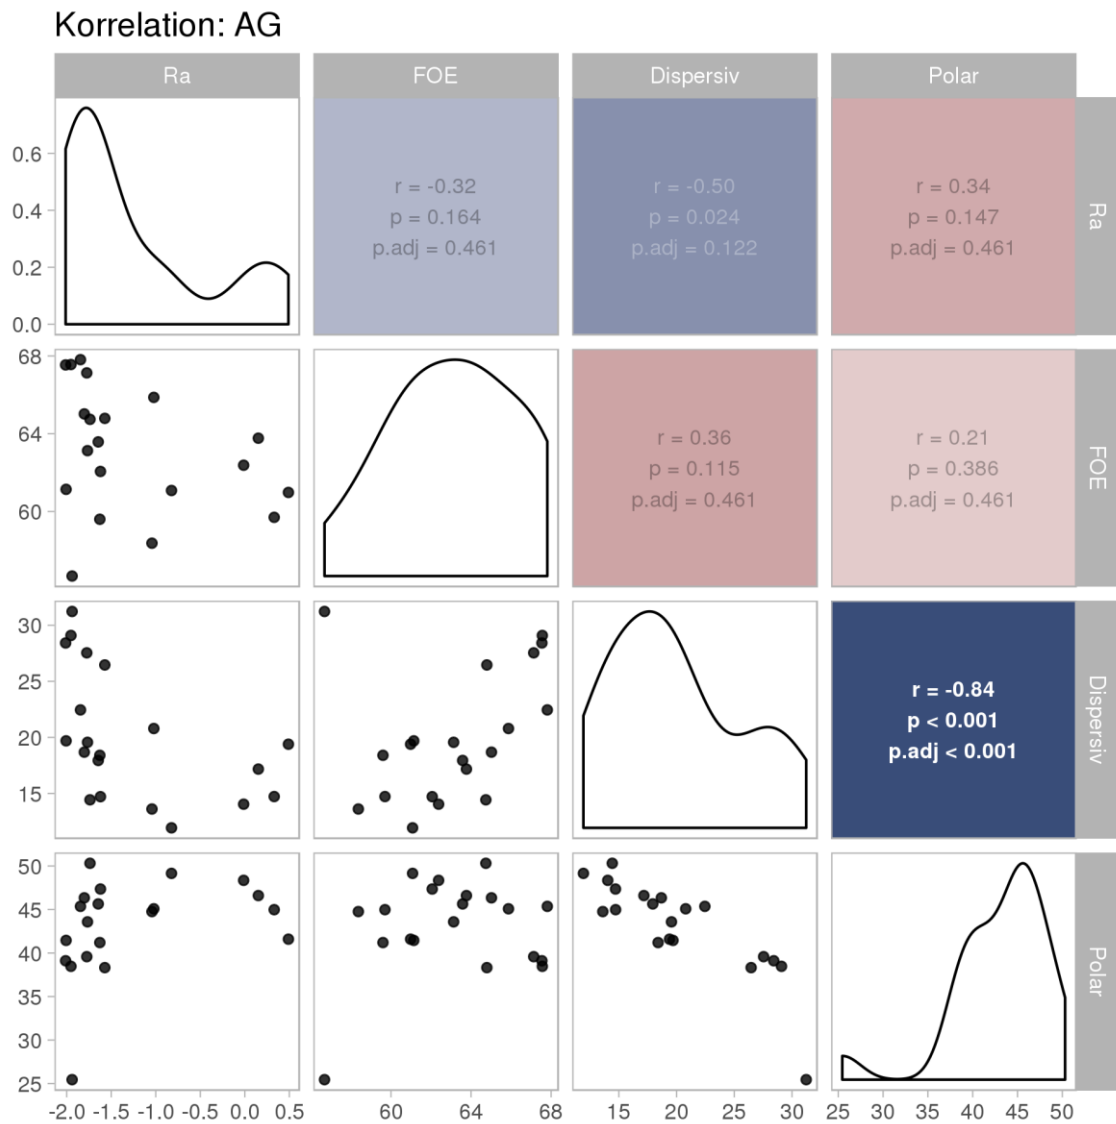 Korrelation: AG
Ra FOE Dispersiv Polar
0.6
0.4
0.2
0.0
r = -0.32
p = 0.164
p.adj = 0.461
r = -0.50
p = 0.024
p.adj = 0.122
r = 0.34
p = 0.147
p.adj = 0.461
Ra
68
64
60
r = 0.36
p = 0.115
p.adj = 0.461
r = 0.21
p = 0.386
p.adj = 0.461
FOE
30
25
20
15
r = -0.84
p < 0.001
p.adj < 0.001
Dispersiv
50
45
40
35
30
25
Polar
-2.0 -1.5 -1.0 -0.5 0.0 0.5 60 64 68 15 20 25 30 25 30 35 40 45 50